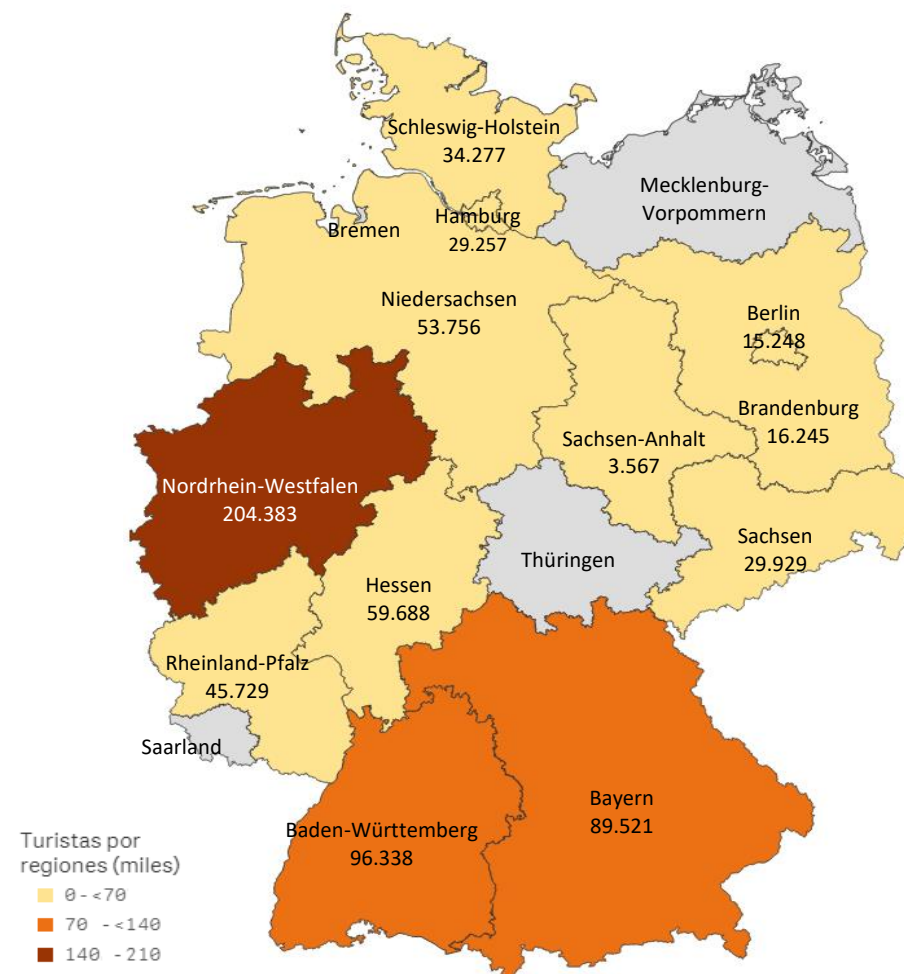 Schleswig-Holstein
34.277
Mecklenburg-
Vorpommern
Hamburg
29.257
Bremen
Niedersachsen
53.756
Berlin
15.248
Brandenburg
16.245
Sachsen-Anhalt
3.567
Nordrhein-Westfalen
204.383
Sachsen
29.929
Thüringen
Hessen
59.688
Rheinland-Pfalz
45.729
Saarland
Bayern
89.521
Baden-Württemberg
96.338
Turistas por
regiones (miles)
0-<70
70 -<140
140 -210